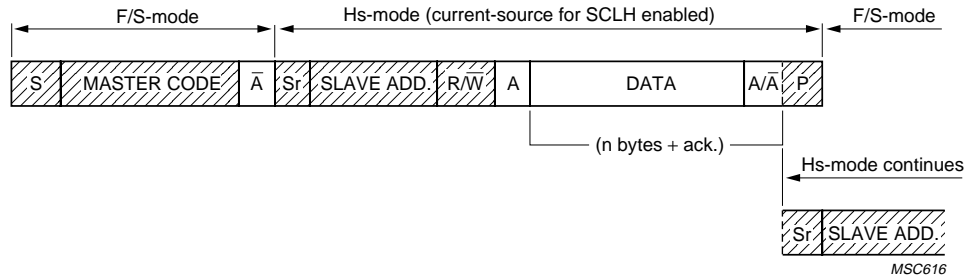 F/S-mode Hs-mode (current-source for SCLH enabled) F/S-mode
S MASTER CODE A̅ Sr SLAVE ADD. R/W̅ A DATA A/A̅ P
(n bytes + ack.)
Hs-mode continues
Sr SLAVE ADD.
MSC616